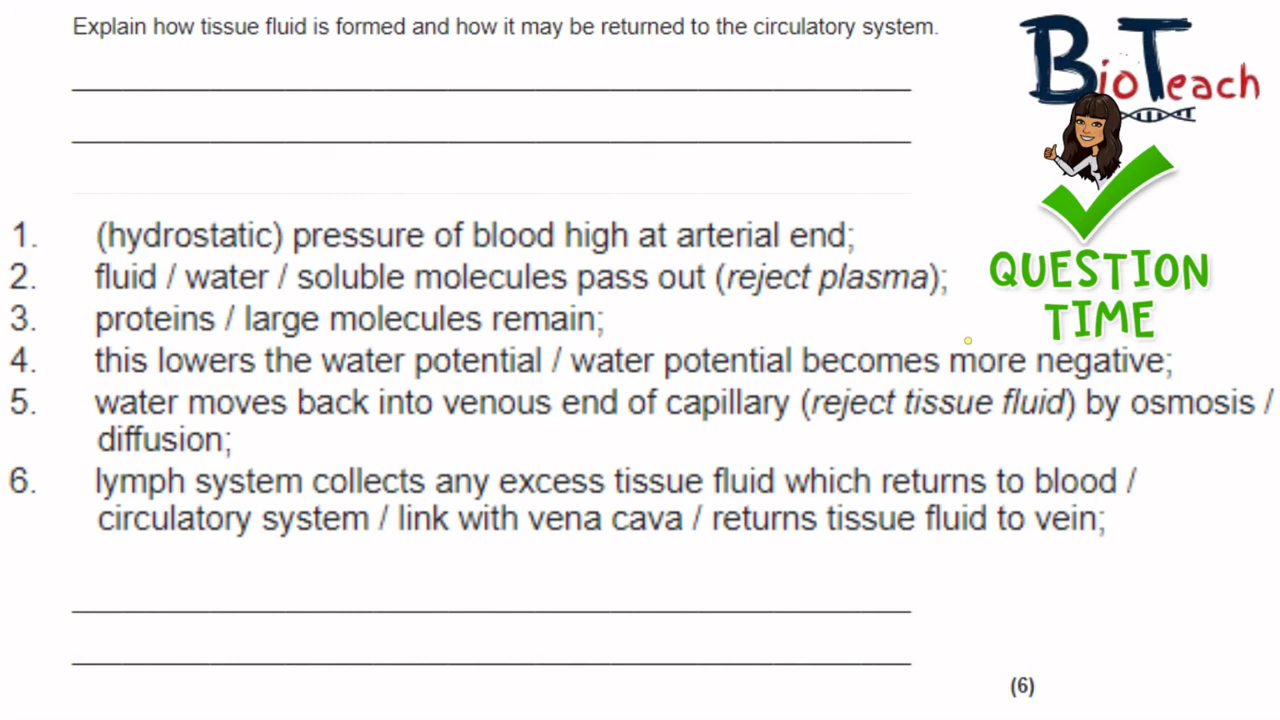 Explain how tissue fluid is formed and how it may be returned to the circulatory system.
BioTeach
1. (hydrostatic) pressure of blood high at arterial end;
2. fluid / water / soluble molecules pass out (reject plasma);
3. proteins / large molecules remain;
4. this lowers the water potential / water potential becomes more negative;
5. water moves back into venous end of capillary (reject tissue fluid) by osmosis /
diffusion;
6. lymph system collects any excess tissue fluid which returns to blood /
circulatory system / link with vena cava / returns tissue fluid to vein;
QUESTION
TIME
(6)